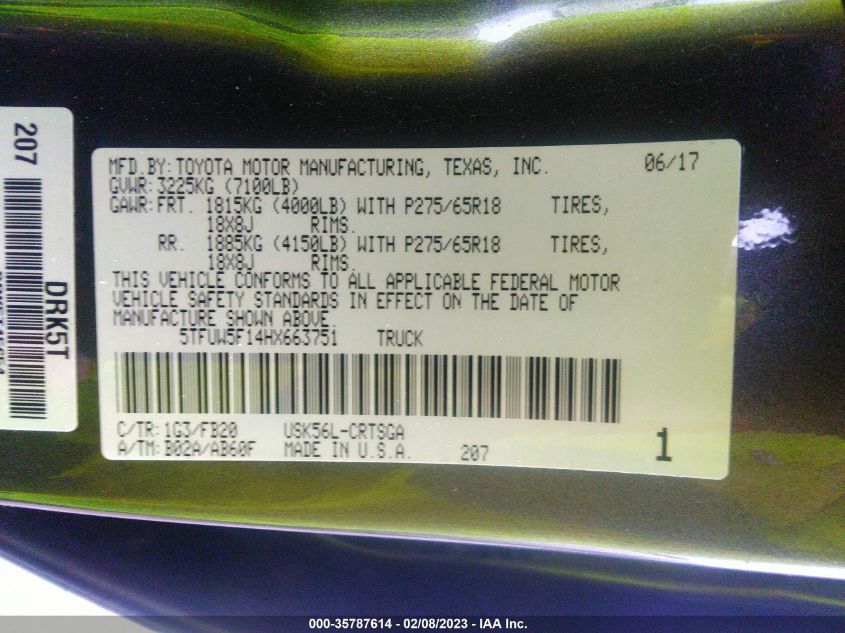 207
DRK5T
MFD.BY: TOYOTA MOTOR MANUFACTURING, TEXAS, INC. 06/17
GVWR: 3225KG (7100LB)
GAWR: FRT. 1815KG (4000LB) WITH P275/65R18 TIRES,
18X8J RIMS.
RR. 1885KG (4150LB) WITH P275/65R18 TIRES,
18X8J RIMS.
THIS VEHICLE CONFORMS TO ALL APPLICABLE FEDERAL MOTOR
VEHICLE SAFETY STANDARDS IN EFFECT ON THE DATE OF
MANUFACTURE SHOWN ABOVE.
5TFUW5F14HX663751 TRUCK
C/TR: 1G3/FB20 USK56L-CRTSGA
A/TM: B02A/AB60F MADE IN U.S.A. 207 1
000-35787614 - 02/08/2023 - IAA Inc.